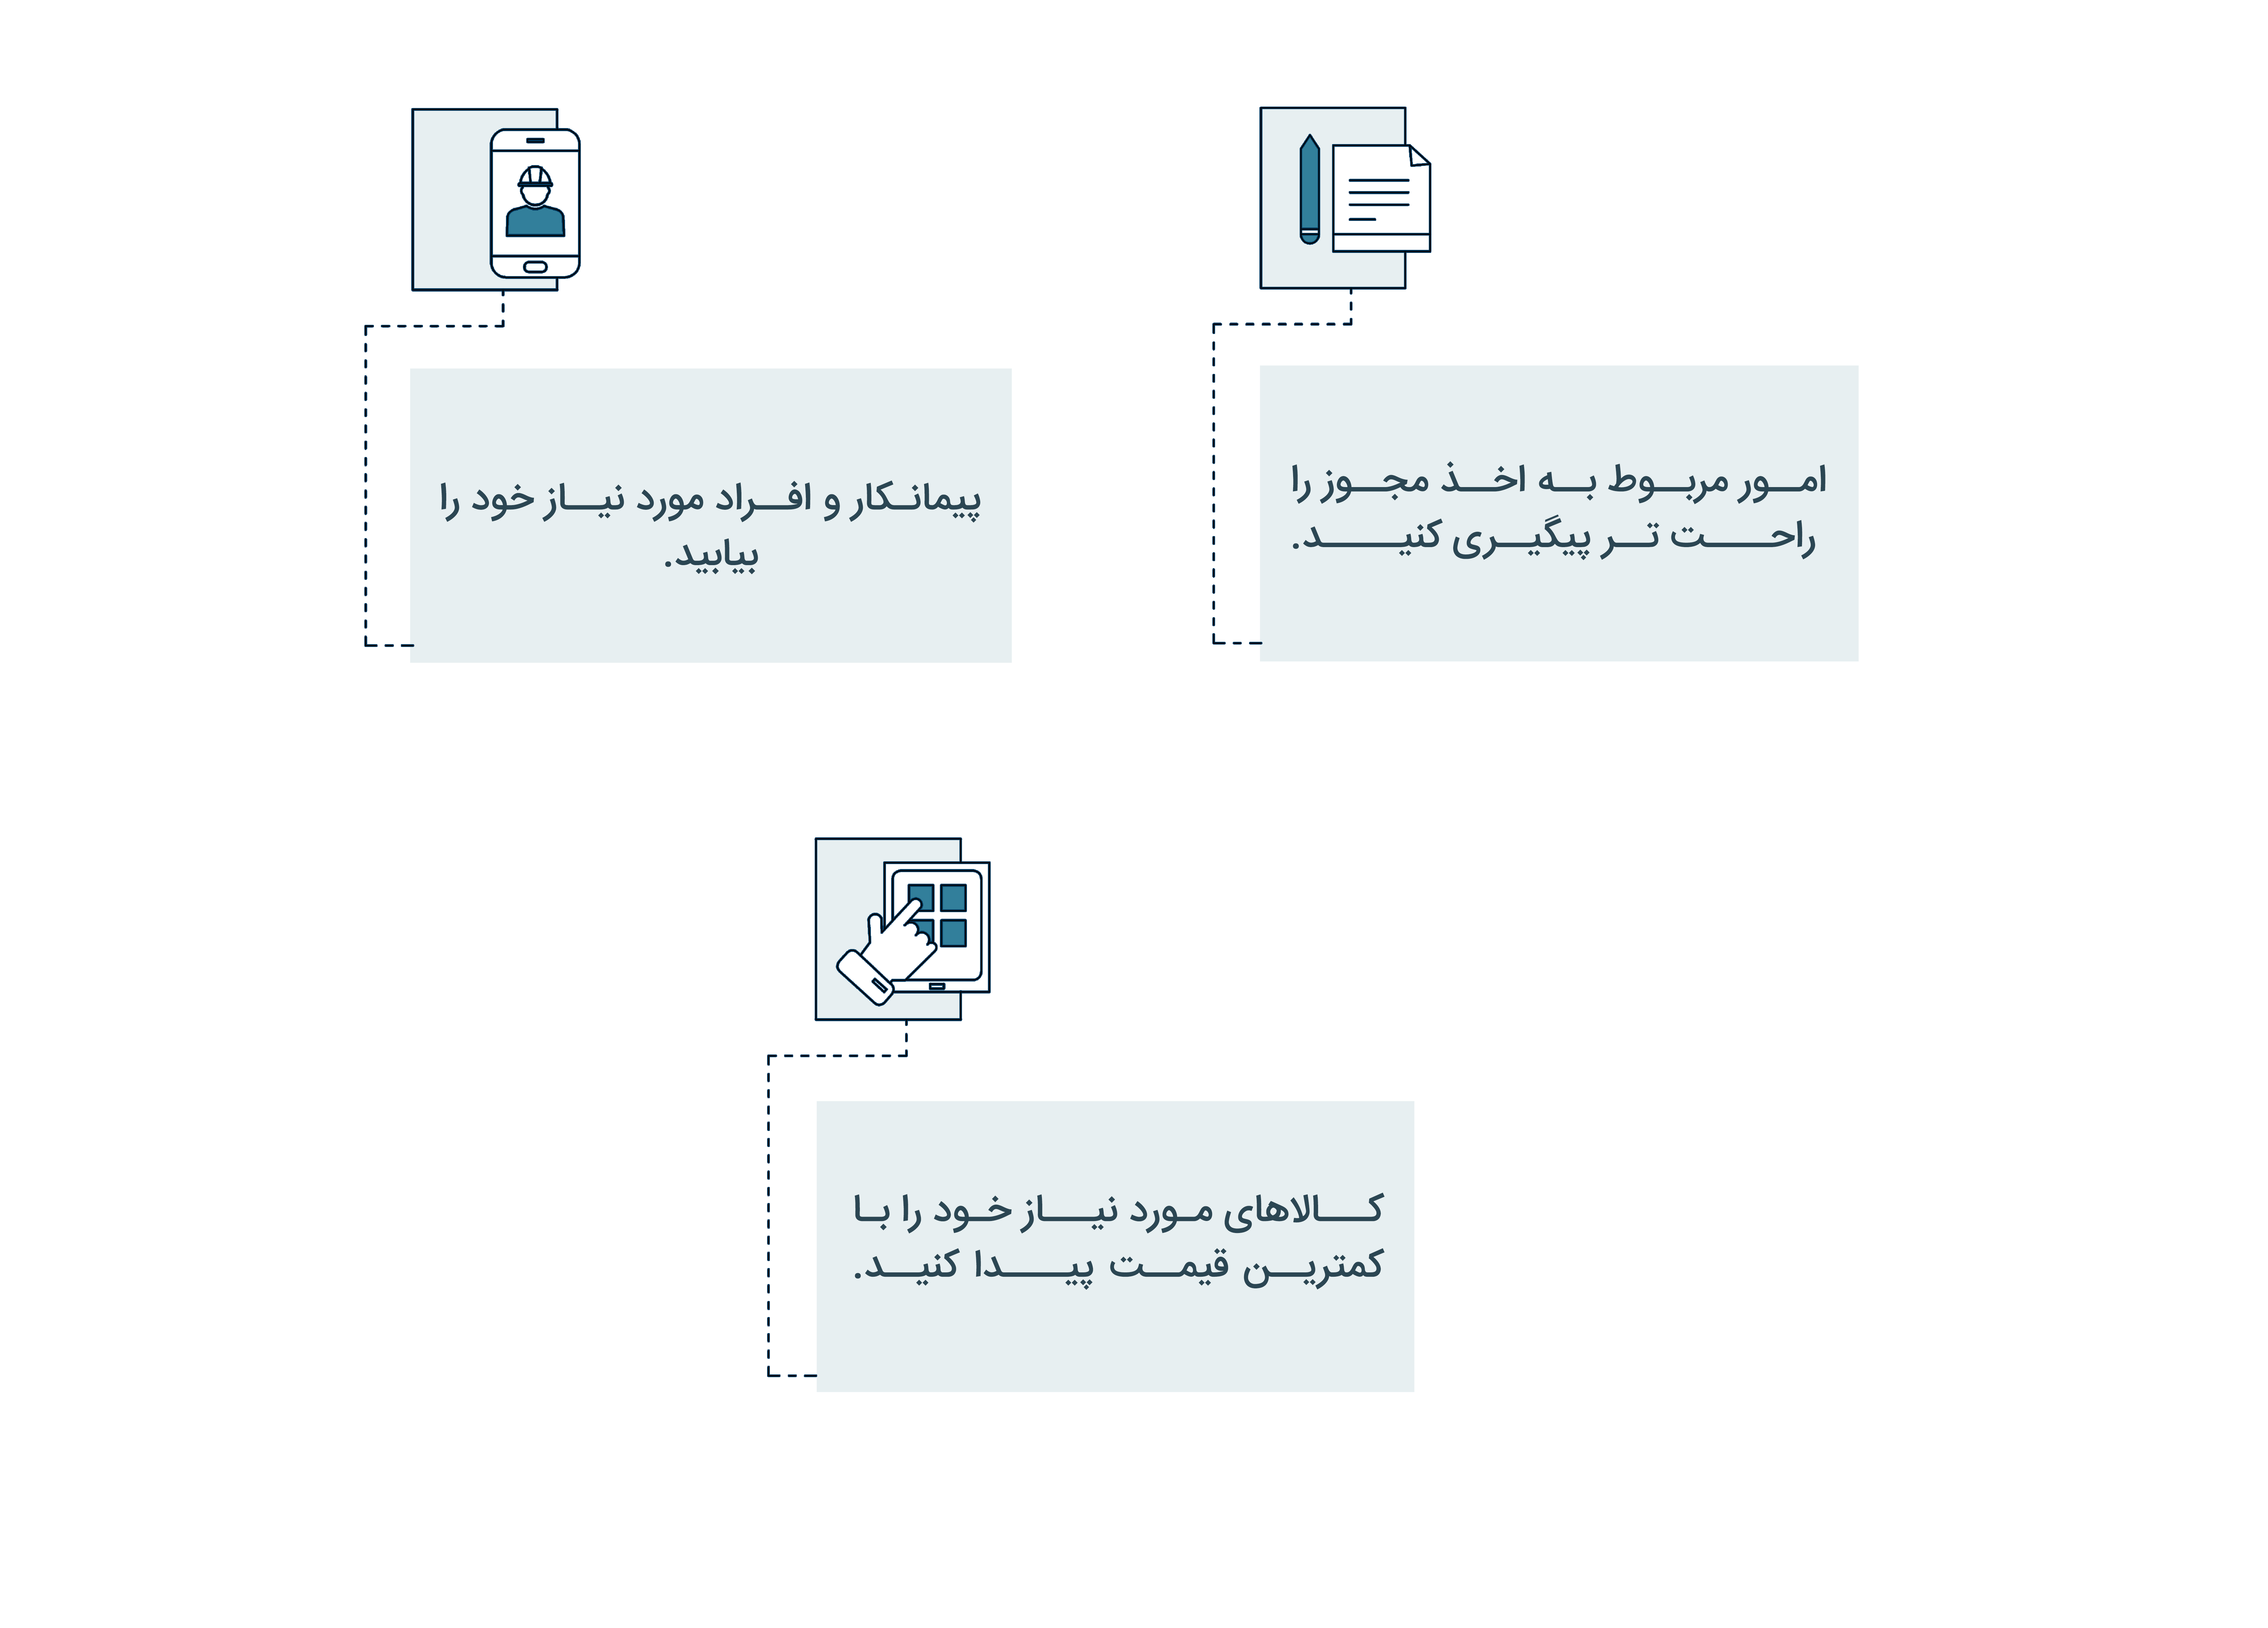 امور مربوط به اخذ مجوز را
راحت تر پیگیری کنید.
پیمانکار و افراد مورد نیاز خود را
بیابید.
کالاهای مورد نیاز خود را با
کمترین قیمت پیدا کنید.